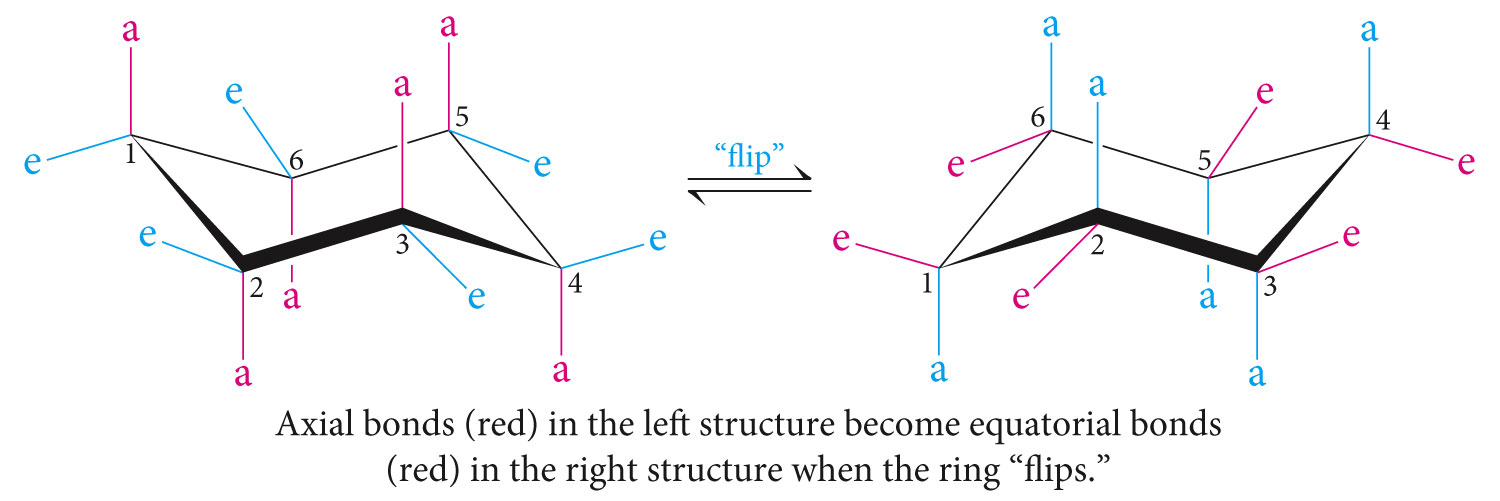 a a
a
e 5
“flip”
1 6 e
e
e e
3
2 4
a e
a a
a a
a e
6 4
5
e e
e e
1 2
e a 3
a a
Axial bonds (red) in the left structure become equatorial bonds
(red) in the right structure when the ring “flips.”